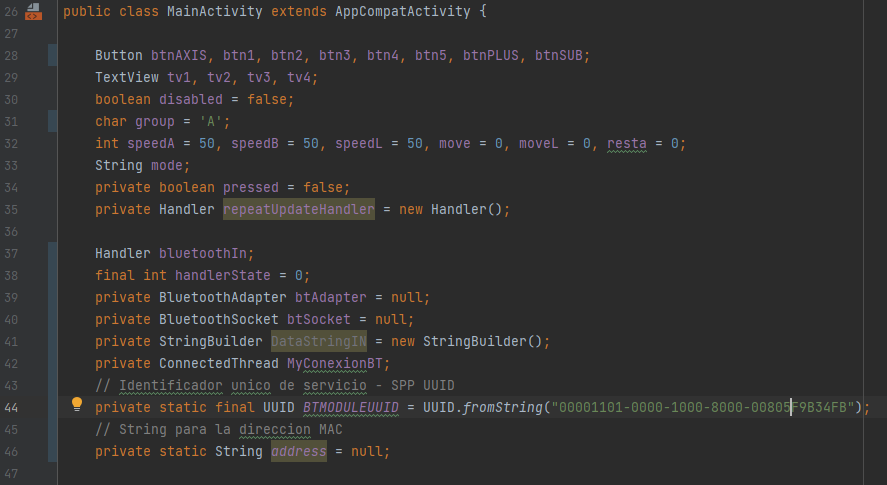 26 public class MainActivity extends AppCompatActivity {
27
28 Button btnAXIS, btn1, btn2, btn3, btn4, btn5, btnPLUS, btnSUB;
29 TextView tv1, tv2, tv3, tv4;
30 boolean disabled = false;
31 char group = 'A';
32 int speedA = 50, speedB = 50, speedL = 50, move = 0, moveL = 0, resta = 0;
33 String mode;
34 private boolean pressed = false;
35 private Handler repeatUpdateHandler = new Handler();
36
37 Handler bluetoothIn;
38 final int handlerState = 0;
39 private BluetoothAdapter btAdapter = null;
40 private BluetoothSocket btSocket = null;
41 private StringBuilder DataStringIN = new StringBuilder();
42 private ConnectedThread MyConexionBT;
43 // Identificador unico de servicio - SPP UUID
44 private static final UUID BTMODULEUUID = UUID.fromString("00001101-0000-1000-8000-00805F9B34FB");
45 // String para la direccion MAC
46 private static String address = null;
47